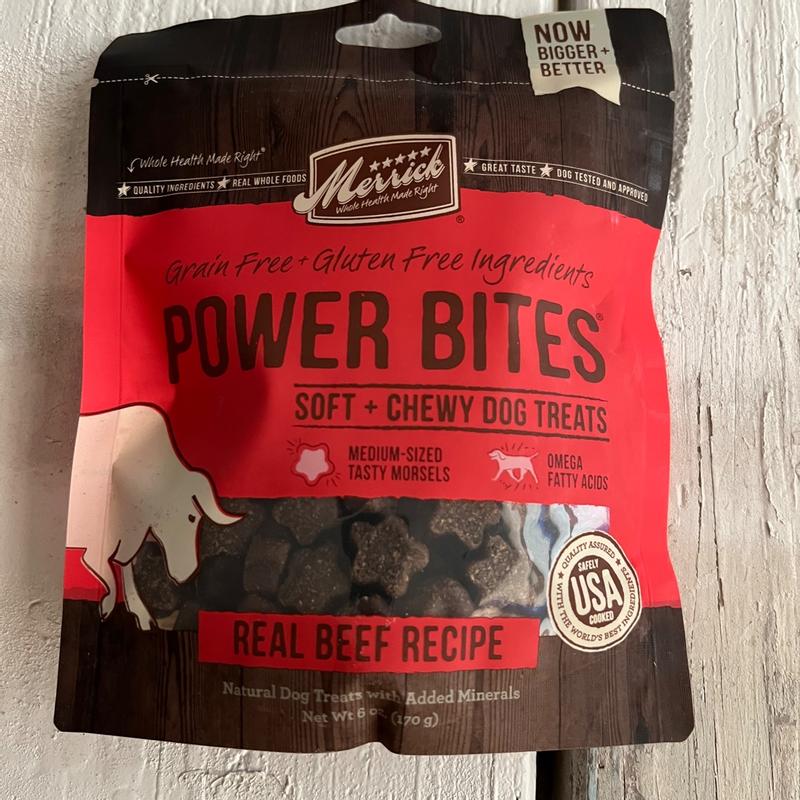 NOW
BIGGER +
BETTER
Whole Health Made Right®
★ QUALITY INGREDIENTS ★ REAL WHOLE FOODS
Merrick
Whole Health Made Right
®
★ GREAT TASTE ★ DOG TESTED AND APPROVED
Grain Free + Gluten Free Ingredients
POWER BITES®
SOFT + CHEWY DOG TREATS
MEDIUM-SIZED
TASTY MORSELS
OMEGA
FATTY ACIDS
QUALITY ASSURED
SAFELY
USA
COOKED
WITH THE WORLD'S BEST INGREDIENTS
REAL BEEF RECIPE
Natural Dog Treats with Added Minerals
Net Wt 6 oz. (170 g)